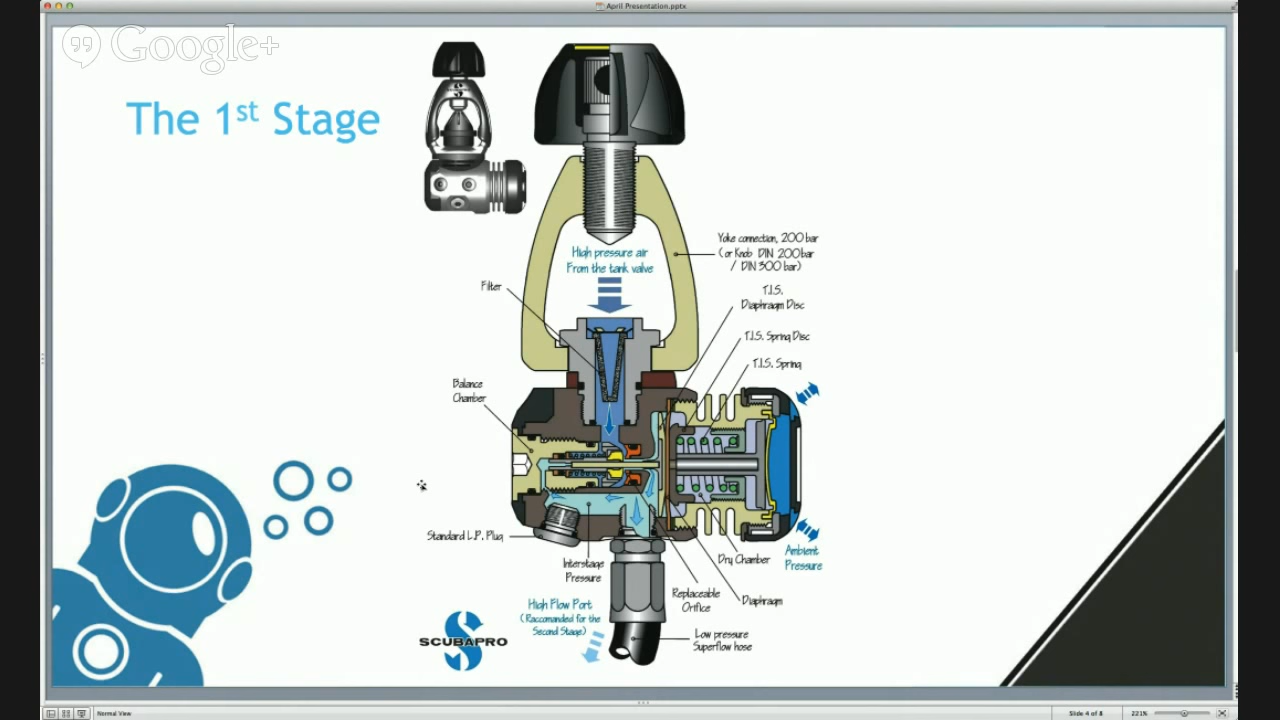 April Presentation.pptx
Google+
The 1st Stage
High pressure air
From the tank valve
Yoke connection, 200 bar
(or Knob DIN 200 bar
/ DIN 300 bar)
Filter
T.I.S.
Diaphragm Disc
T.I.S. Spring Disc
T.I.S. Spring
Balance
Chamber
Standard L.P. Plug
Interstage
Pressure
Dry Chamber
Ambient
Pressure
Replaceable
Orifice
Diaphragm
High Flow Port
(Raccomanded for the
Second Stage)
Low pressure
Superflow hose
S
SCUBAPRO
Normal View
Slide 4 of 8
221%